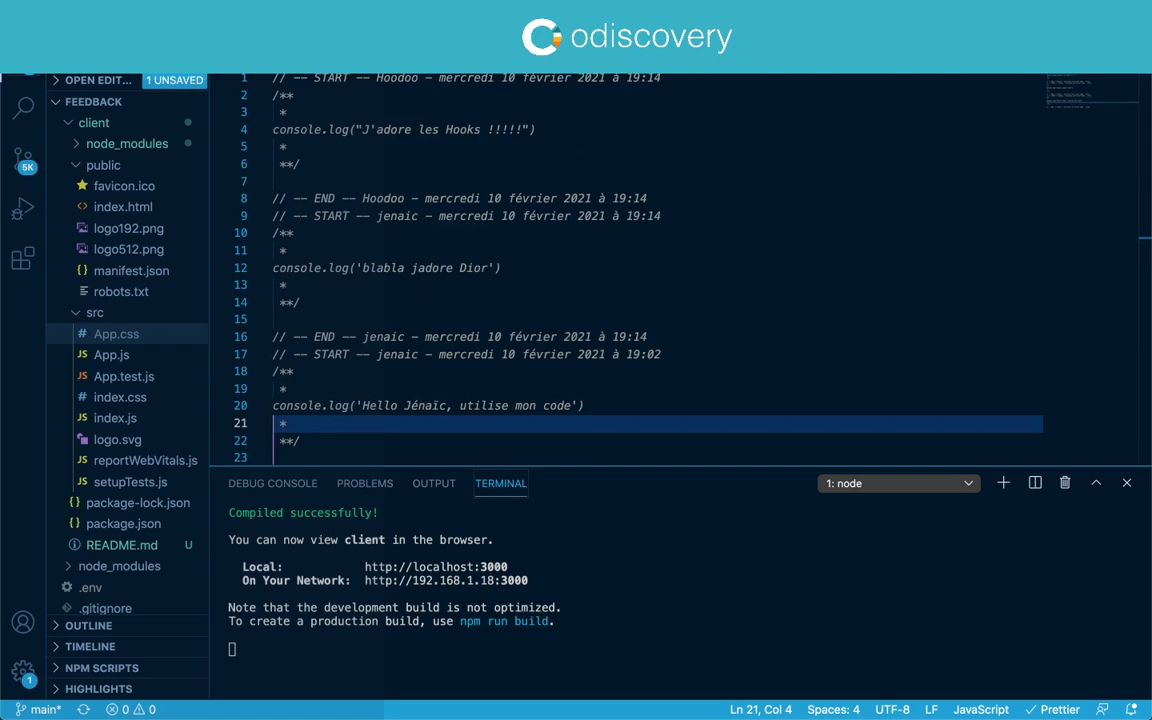 odiscovery
OPEN EDIT... 1 UNSAVED
FEEDBACK
client
node_modules
public
favicon.ico
index.html
logo192.png
logo512.png
manifest.json
robots.txt
src
App.css
App.js
App.test.js
index.css
index.js
logo.svg
reportWebVitals.js
setupTests.js
package-lock.json
package.json
README.md U
node_modules
.env
.gitignore
OUTLINE
TIMELINE
NPM SCRIPTS
HIGHLIGHTS
5K
1
1 // -- START -- Hoodoo - mercredi 10 février 2021 à 19:14
2 /**
3 *
4 console.log("J'adore les Hooks !!!!!")
5 *
6 **/
7
8 // -- END -- Hoodoo - mercredi 10 février 2021 à 19:14
9 // -- START -- jenaic - mercredi 10 février 2021 à 19:14
10 /**
11 *
12 console.log('blabla jadore Dior')
13 *
14 **/
15
16 // -- END -- jenaic - mercredi 10 février 2021 à 19:14
17 // -- START -- jenaic - mercredi 10 février 2021 à 19:02
18 /**
19 *
20 console.log('Hello Jénaïc, utilise mon code')
21 *
22 **/
23
DEBUG CONSOLE PROBLEMS OUTPUT TERMINAL 1: node
Compiled successfully!
You can now view client in the browser.
Local: http://localhost:3000
On Your Network: http://192.168.1.18:3000
Note that the development build is not optimized.
To create a production build, use npm run build.
main* 0 0 Ln 21, Col 4 Spaces: 4 UTF-8 LF JavaScript Prettier